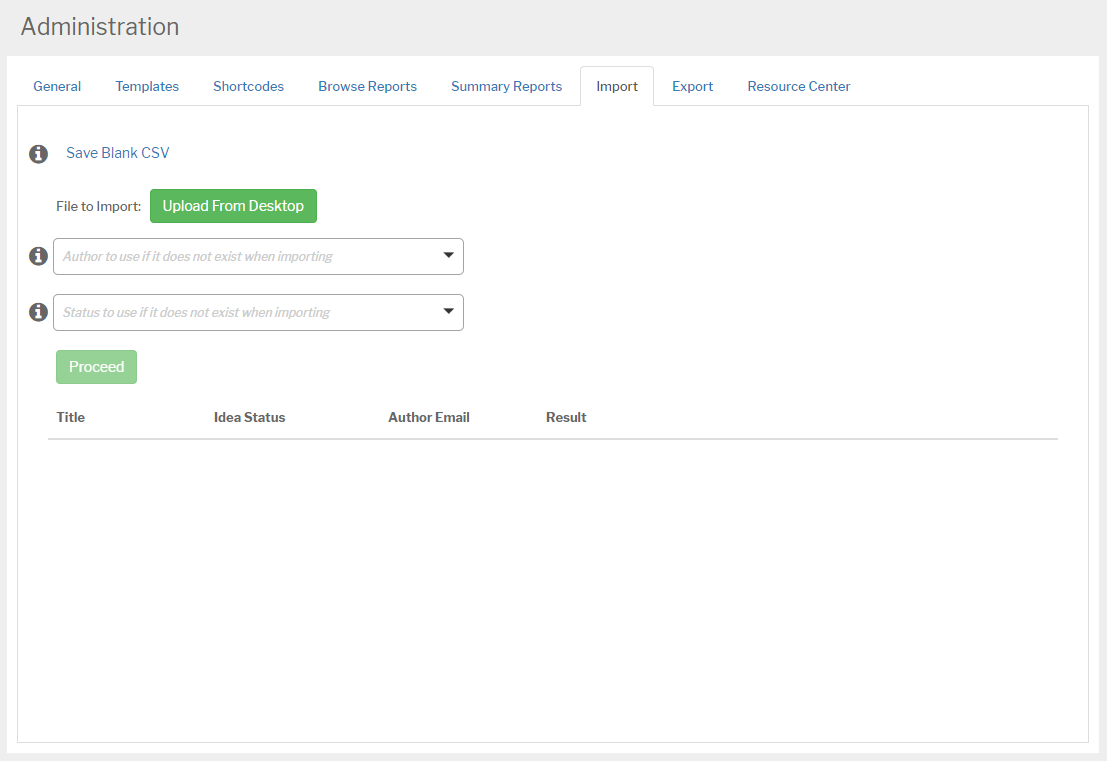 Administration
General Templates Shortcodes Browse Reports Summary Reports Import Export Resource Center
Save Blank CSV
File to Import: Upload From Desktop
Author to use if it does not exist when importing
Status to use if it does not exist when importing
Proceed
Title Idea Status Author Email Result